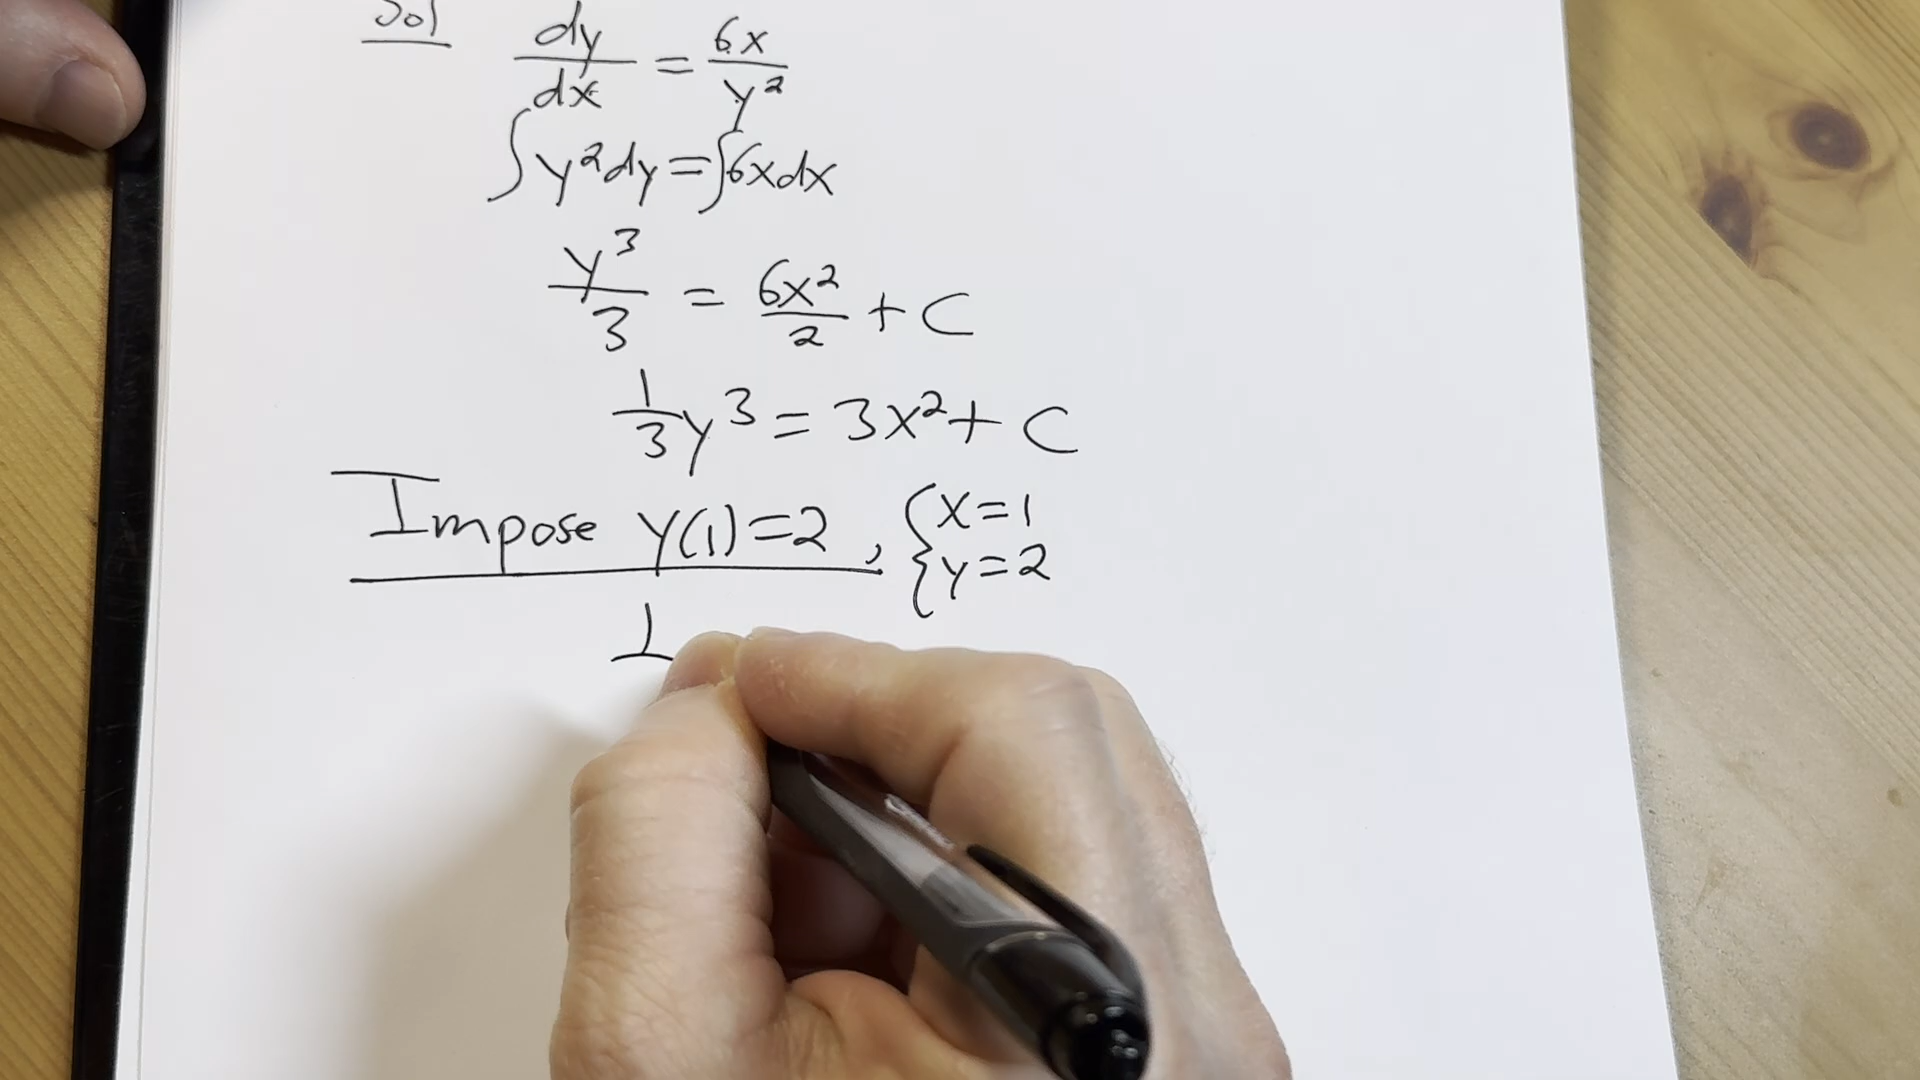 Sol dy/dx = 6x/y²
∫y²dy = ∫6xdx
y³/3 = 6x²/2 + C
1/3 y³ = 3x² + C
Impose y(1)=2, { x=1
y=2
1